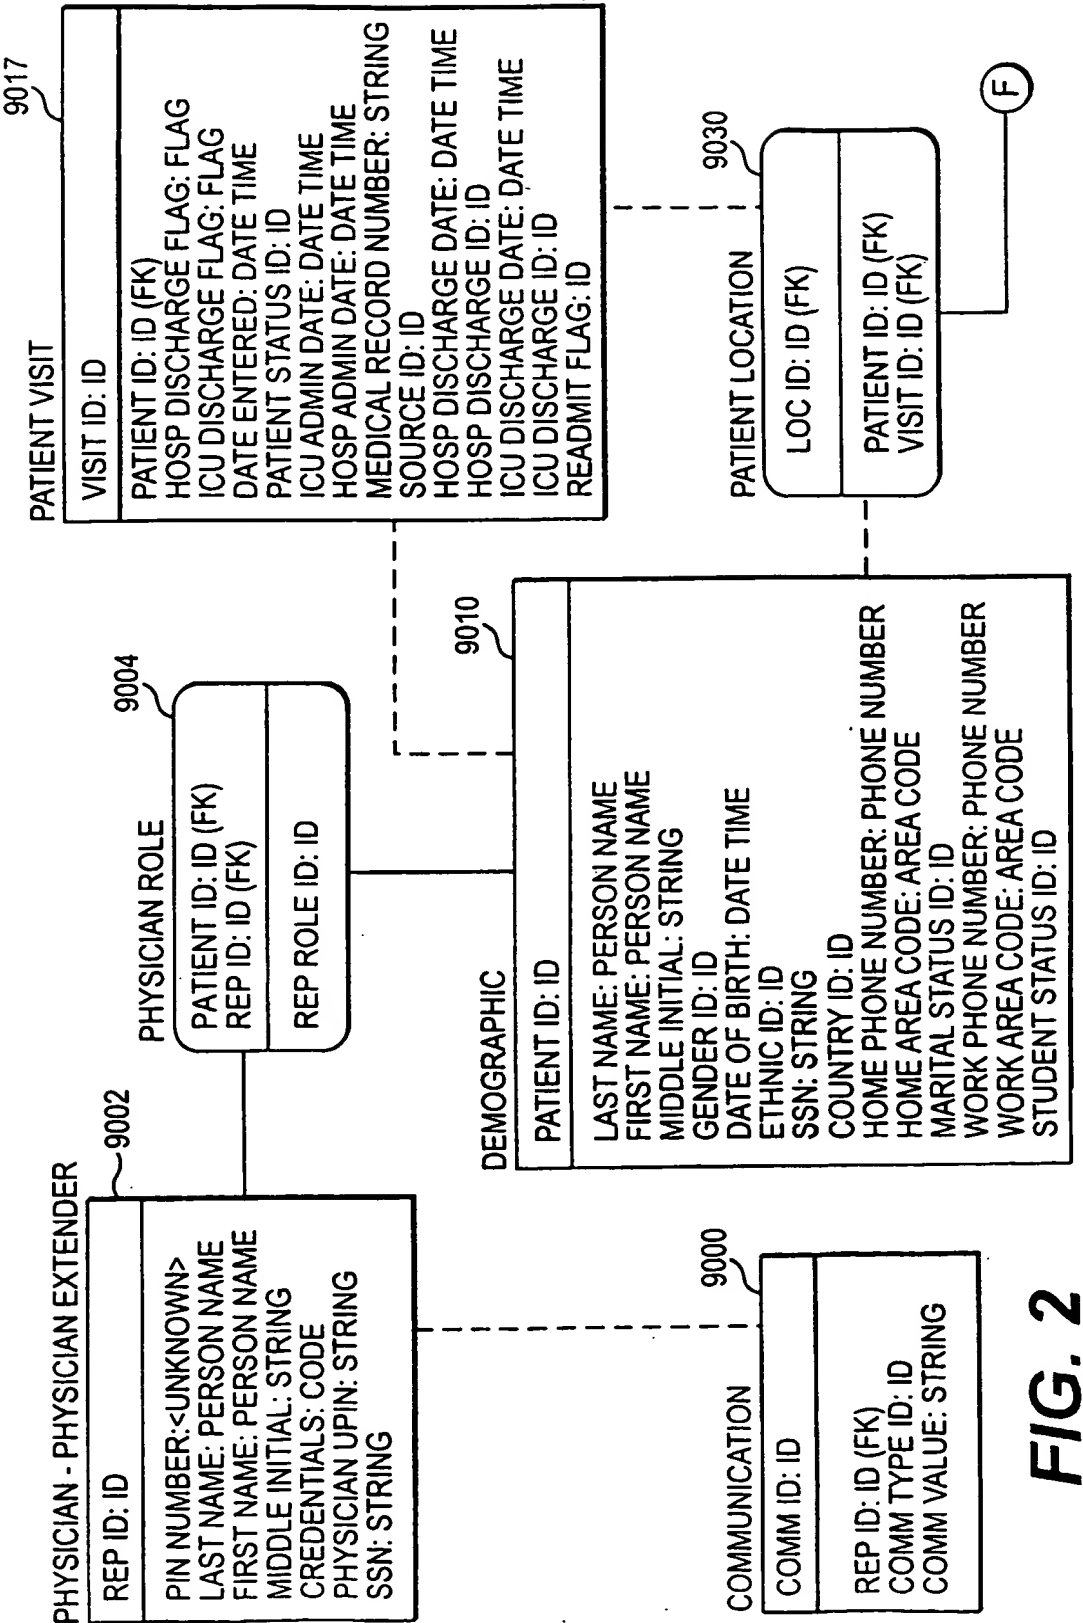 PHYSICIAN - PHYSICIAN EXTENDER
9002
REP ID: ID
PIN NUMBER:<UNKNOWN>
LAST NAME: PERSON NAME
FIRST NAME: PERSON NAME
MIDDLE INITIAL: STRING
CREDENTIALS: CODE
PHYSICIAN UPIN: STRING
SSN: STRING
PHYSICIAN ROLE
9004
PATIENT ID: ID (FK)
REP ID: ID (FK)
REP ROLE ID: ID
PATIENT VISIT
9017
VISIT ID: ID
PATIENT ID: ID (FK)
HOSP DISCHARGE FLAG: FLAG
ICU DISCHARGE FLAG: FLAG
DATE ENTERED: DATE TIME
PATIENT STATUS ID: ID
ICU ADMIN DATE: DATE TIME
HOSP ADMIN DATE: DATE TIME
MEDICAL RECORD NUMBER: STRING
SOURCE ID: ID
HOSP DISCHARGE DATE: DATE TIME
HOSP DISCHARGE ID: ID
ICU DISCHARGE DATE: DATE TIME
ICU DISCHARGE ID: ID
READMIT FLAG: ID
COMMUNICATION
9000
COMM ID: ID
REP ID: ID (FK)
COMM TYPE ID: ID
COMM VALUE: STRING
DEMOGRAPHIC
9010
PATIENT ID: ID
LAST NAME: PERSON NAME
FIRST NAME: PERSON NAME
MIDDLE INITIAL: STRING
GENDER ID: ID
DATE OF BIRTH: DATE TIME
ETHNIC ID: ID
SSN: STRING
COUNTRY ID: ID
HOME PHONE NUMBER: PHONE NUMBER
HOME AREA CODE: AREA CODE
MARITAL STATUS ID: ID
WORK PHONE NUMBER: PHONE NUMBER
WORK AREA CODE: AREA CODE
STUDENT STATUS ID: ID
PATIENT LOCATION
9030
LOC ID: ID (FK)
PATIENT ID: ID (FK)
VISIT ID: ID (FK)
F
FIG. 2